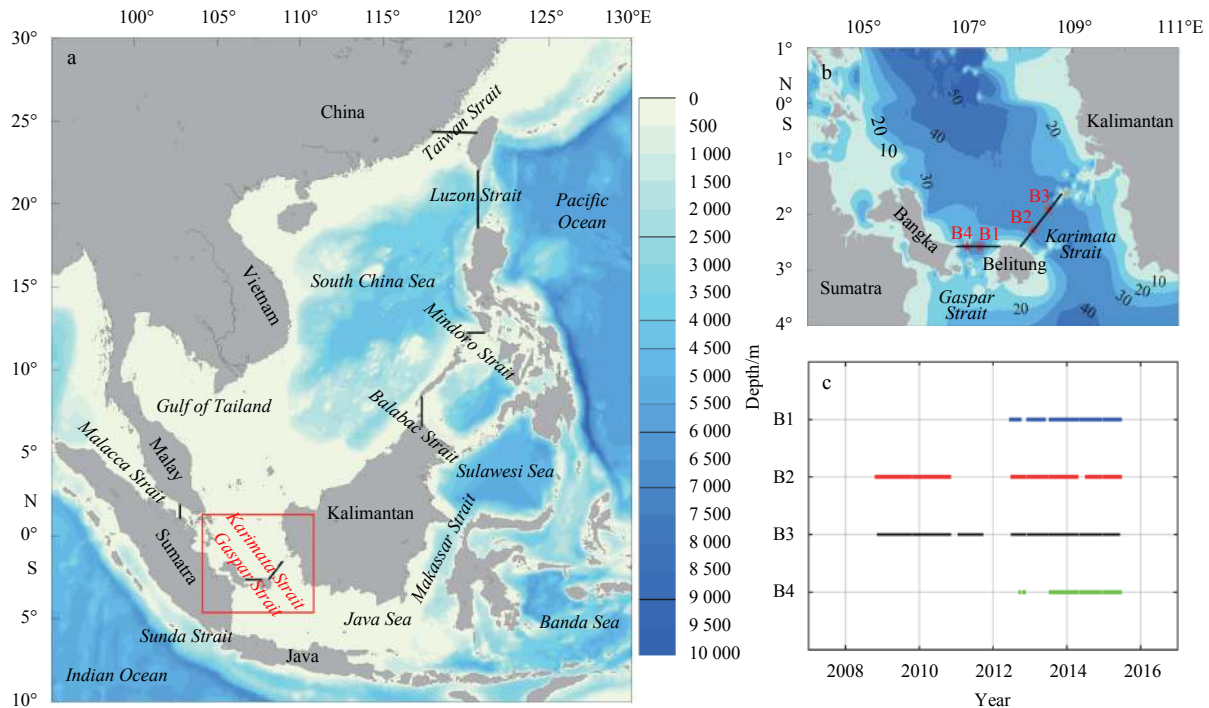 100° 105° 110° 115° 120° 125° 130°E
30°
25°
20°
15°
10°
5°
N
0°
S
5°
10°
a
China
Taiwan Strait
Luzon Strait
Pacific
Ocean
Vietnam
South China Sea
Mindoro Strait
Gulf of Tailand
Balabac Strait
Malacca Strait
Malay
Sulawesi Sea
Kalimantan
Makassar Strait
Sumatra
Karimata Strait
Gaspar Strait
Java Sea
Banda Sea
Sunda Strait
Java
Indian Ocean
0
500
1 000
1 500
2 000
2 500
3 000
3 500
4 000
4 500
5 000
5 500
6 000
6 500
7 000
7 500
8 000
8 500
9 000
9 500
10 000
Depth/m
105° 107° 109° 111°E
1°
N
0°
S
1°
2°
3°
4°
b
50
20
40
20
10
30
Kalimantan
B3
B2
B4 B1
Bangka
Karimata
Strait
Belitung
Sumatra
Gaspar
Strait
20
40
30
20
10
c
B1
B2
B3
B4
2008 2010 2012 2014 2016
Year